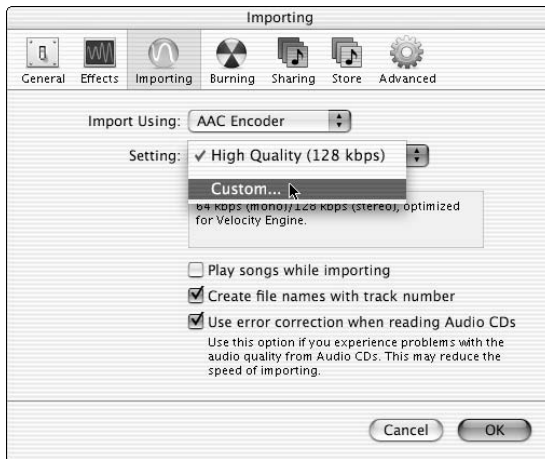 Importing
General Effects Importing Burning Sharing Store Advanced
Import Using: AAC Encoder
Setting: ✓ High Quality (128 kbps)
Custom...
64 kbps (mono)/128 kbps (stereo), optimized
for Velocity Engine.
Play songs while importing
Create file names with track number
Use error correction when reading Audio CDs
Use this option if you experience problems with the
audio quality from Audio CDs. This may reduce the
speed of importing.
Cancel OK